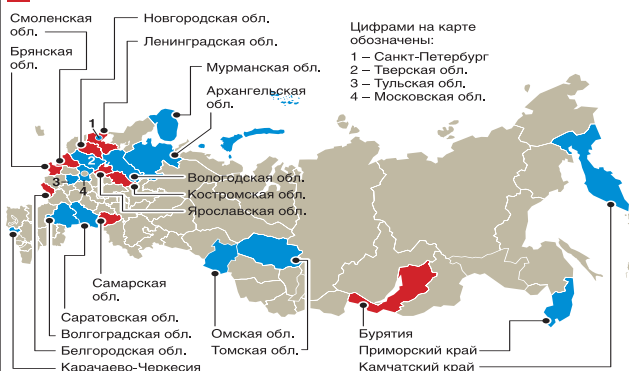 Смоленская
обл.
Брянская
обл.
Новгородская обл.
Ленинградская обл.
Мурманская обл.
Архангельская
обл.
Цифрами на карте
обозначены:
1 – Санкт-Петербург
2 – Тверская обл.
3 – Тульская обл.
4 – Московская обл.
1
2
3
4
Вологодская обл.
Костромская обл.
Ярославская обл.
Самарская
обл.
Саратовская обл.
Волгоградская обл.
Белгородская обл.
Карачаево-Черкесия
Омская обл.
Томская обл.
Бурятия
Приморский край
Камчатский край